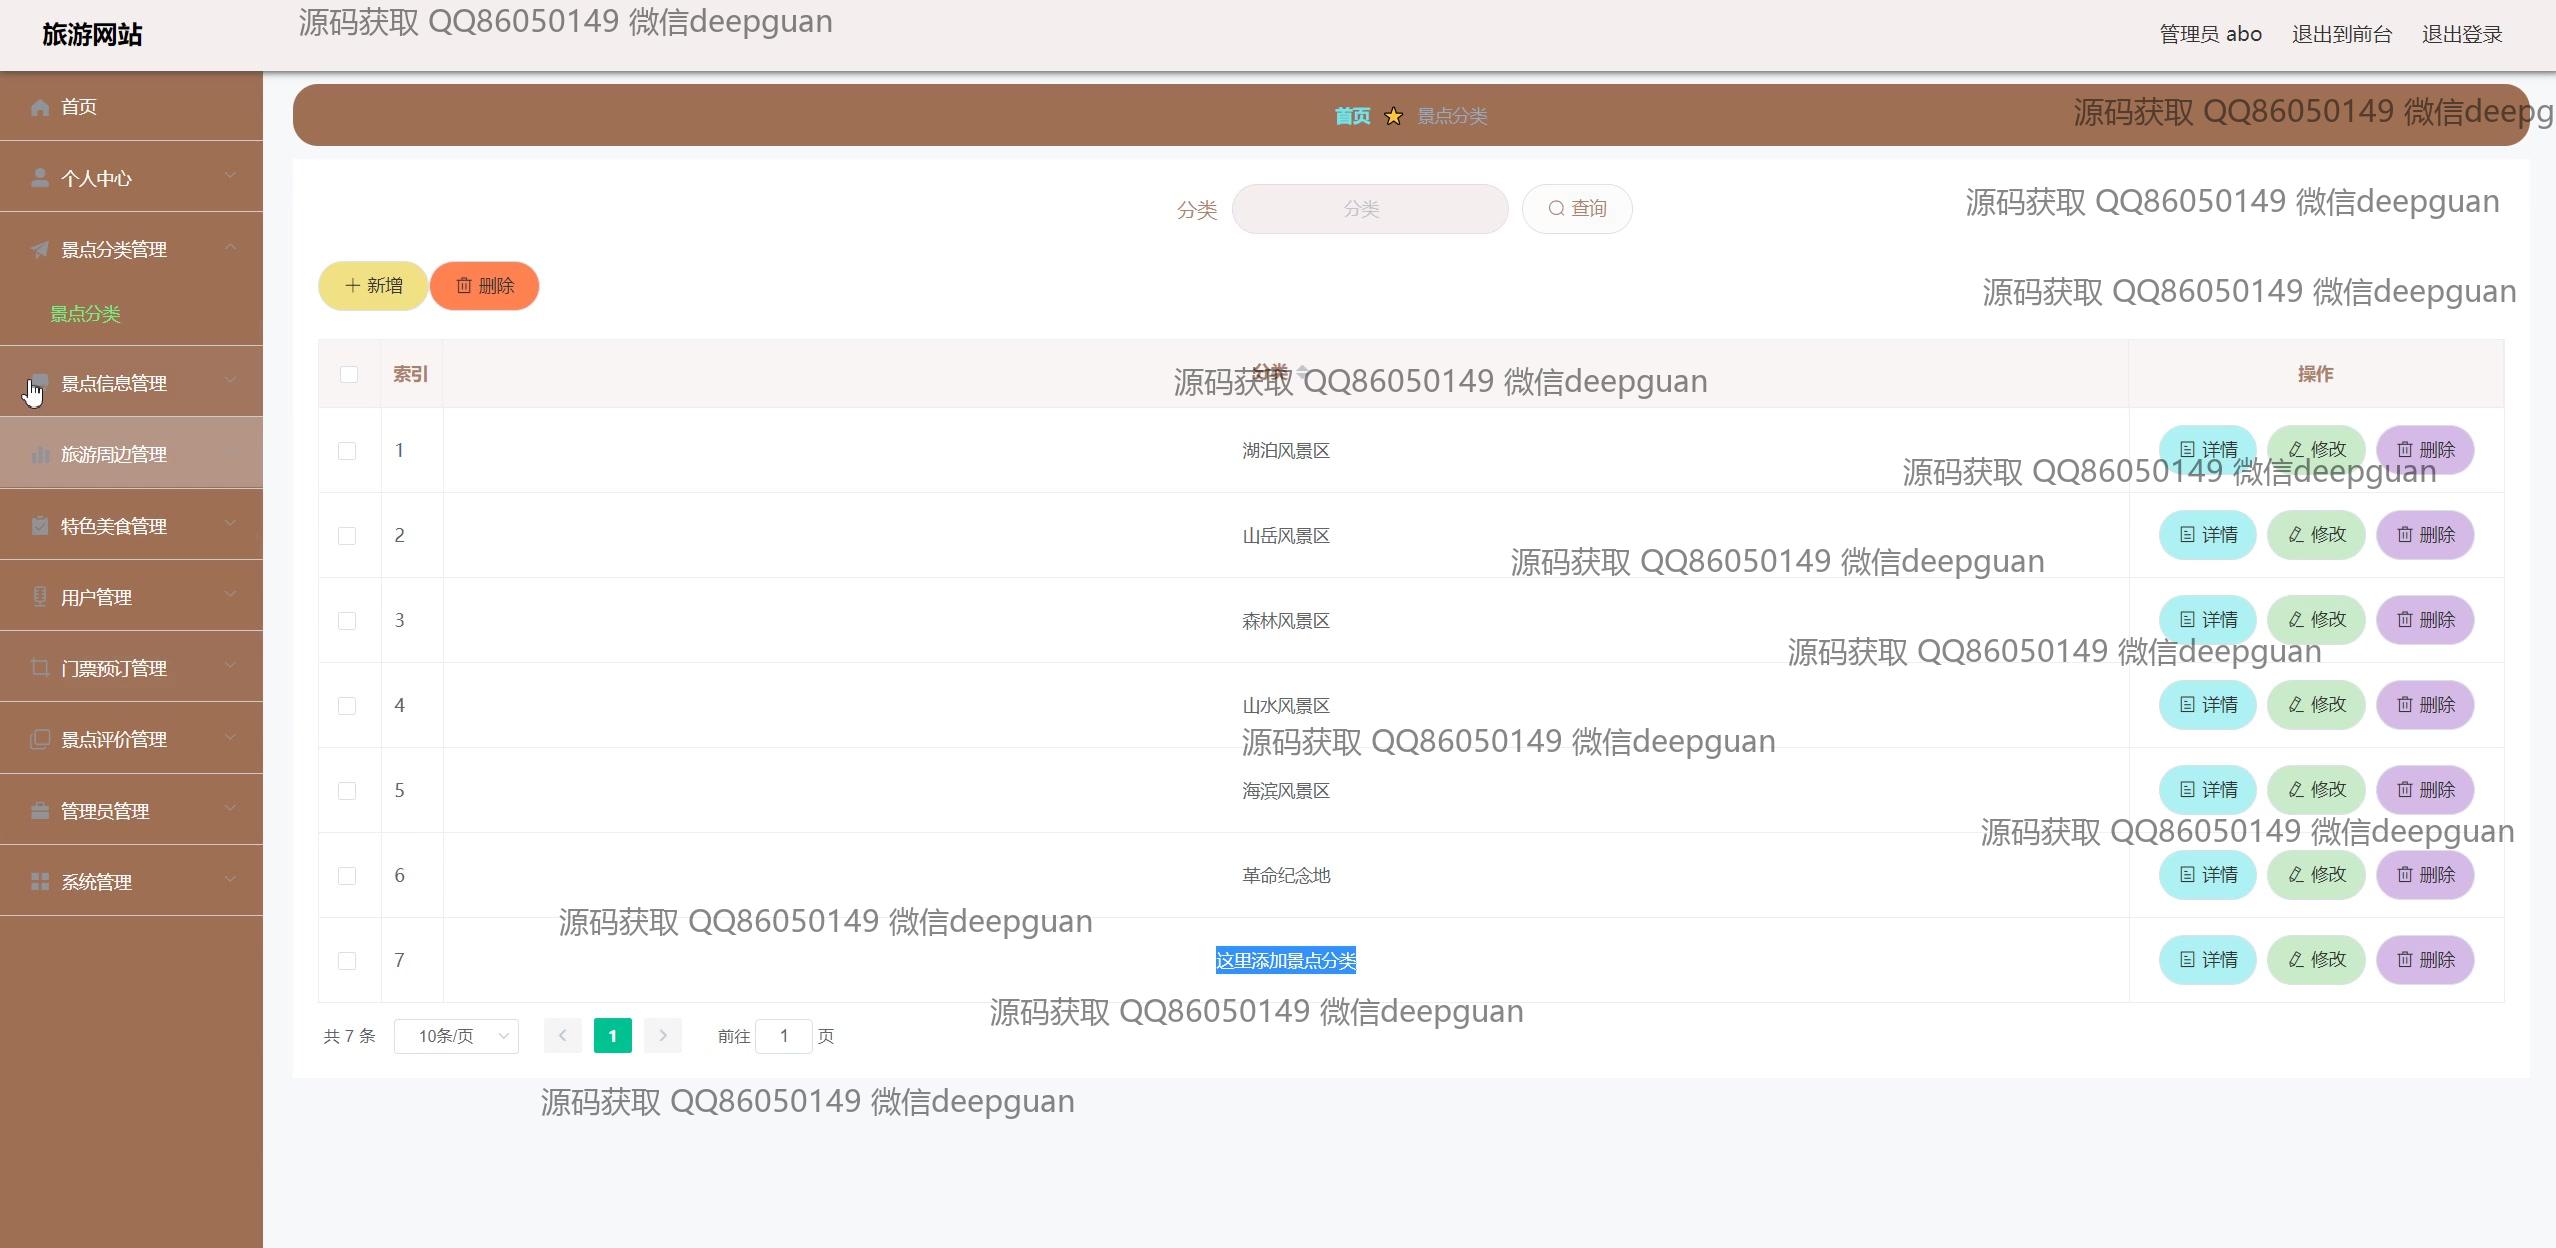 旅游网站
源码获取 QQ86050149 微信deepguan
管理员 abo 退出到前台 退出登录
首页
个人中心
景点分类管理
景点分类
景点信息管理
旅游周边管理
特色美食管理
用户管理
门票预订管理
景点评价管理
管理员管理
系统管理
首页 景点分类
源码获取 QQ86050149 微信deepg
分类 分类 查询
源码获取 QQ86050149 微信deepguan
新增 删除
源码获取 QQ86050149 微信deepguan
索引 分类 操作
源码获取 QQ86050149 微信deepguan
1 湖泊风景区 详情 修改 删除
源码获取 QQ86050149 微信deepguan
2 山岳风景区 详情 修改 删除
源码获取 QQ86050149 微信deepguan
3 森林风景区 详情 修改 删除
源码获取 QQ86050149 微信deepguan
4 山水风景区 详情 修改 删除
源码获取 QQ86050149 微信deepguan
5 海滨风景区 详情 修改 删除
源码获取 QQ86050149 微信deepguan
6 革命纪念地 详情 修改 删除
源码获取 QQ86050149 微信deepguan
7 这里添加景点分类 详情 修改 删除
源码获取 QQ86050149 微信deepguan
共 7 条 10条/页 1 前往 1 页
源码获取 QQ86050149 微信deepguan